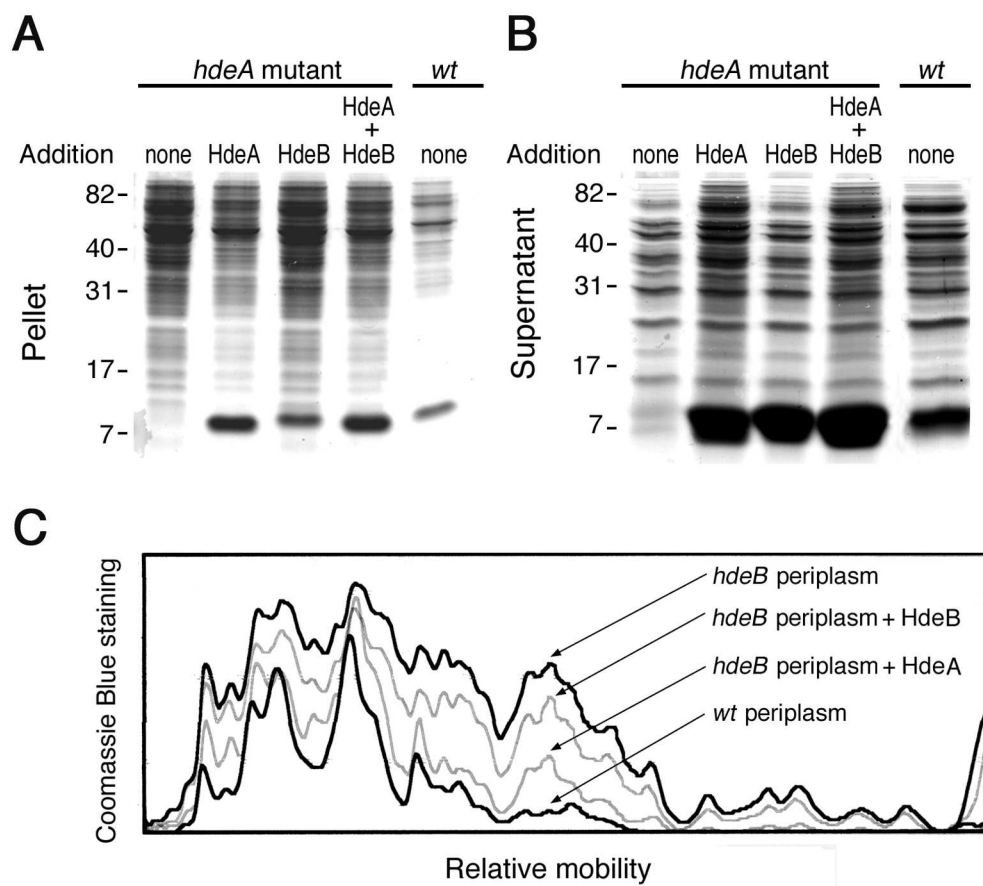 A
hdeA mutant
wt
HdeA
+
Addition none HdeA HdeB HdeB none
82-
40-
31-
17-
7-
Pellet
B
hdeA mutant
wt
HdeA
+
Addition none HdeA HdeB HdeB none
82-
40-
31-
17-
7-
Supernatant
C
Coomassie Blue staining
hdeB periplasm
hdeB periplasm + HdeB
hdeB periplasm + HdeA
wt periplasm
Relative mobility